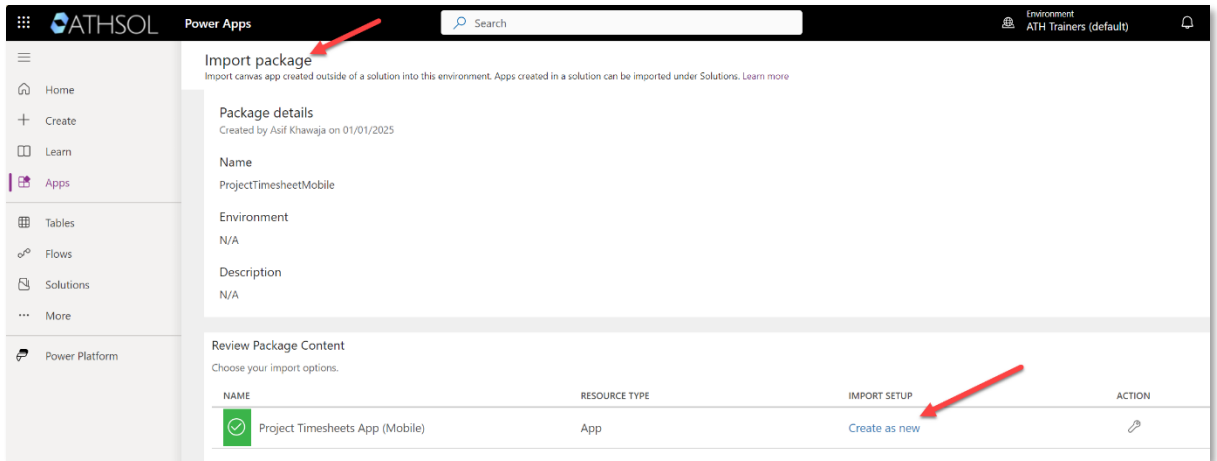 ATHSOL Power Apps Search Environment
ATH Trainers (default)
Import package
Import canvas app created outside of a solution into this environment. Apps created in a solution can be imported under Solutions. Learn more
Home
Create
Learn
Apps
Tables
Flows
Solutions
More
Power Platform
Package details
Created by Asif Khawaja on 01/01/2025
Name
ProjectTimesheetMobile
Environment
N/A
Description
N/A
Review Package Content
Choose your import options.
NAME RESOURCE TYPE IMPORT SETUP ACTION
Project Timesheets App (Mobile) App Create as new